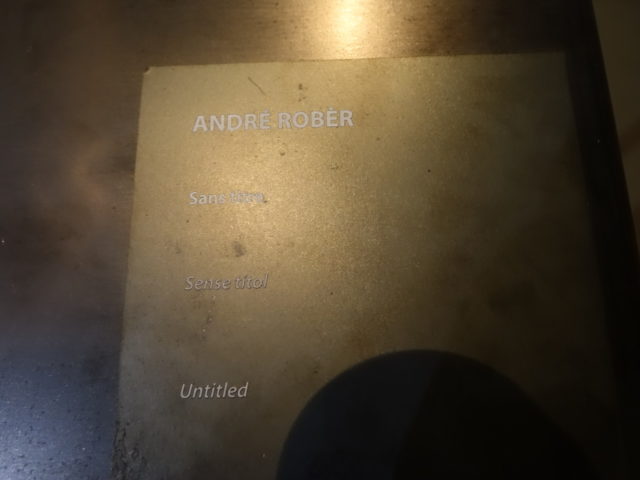 ANDRÉ ROBÈR
Sans titre
Sense títol
Untitled